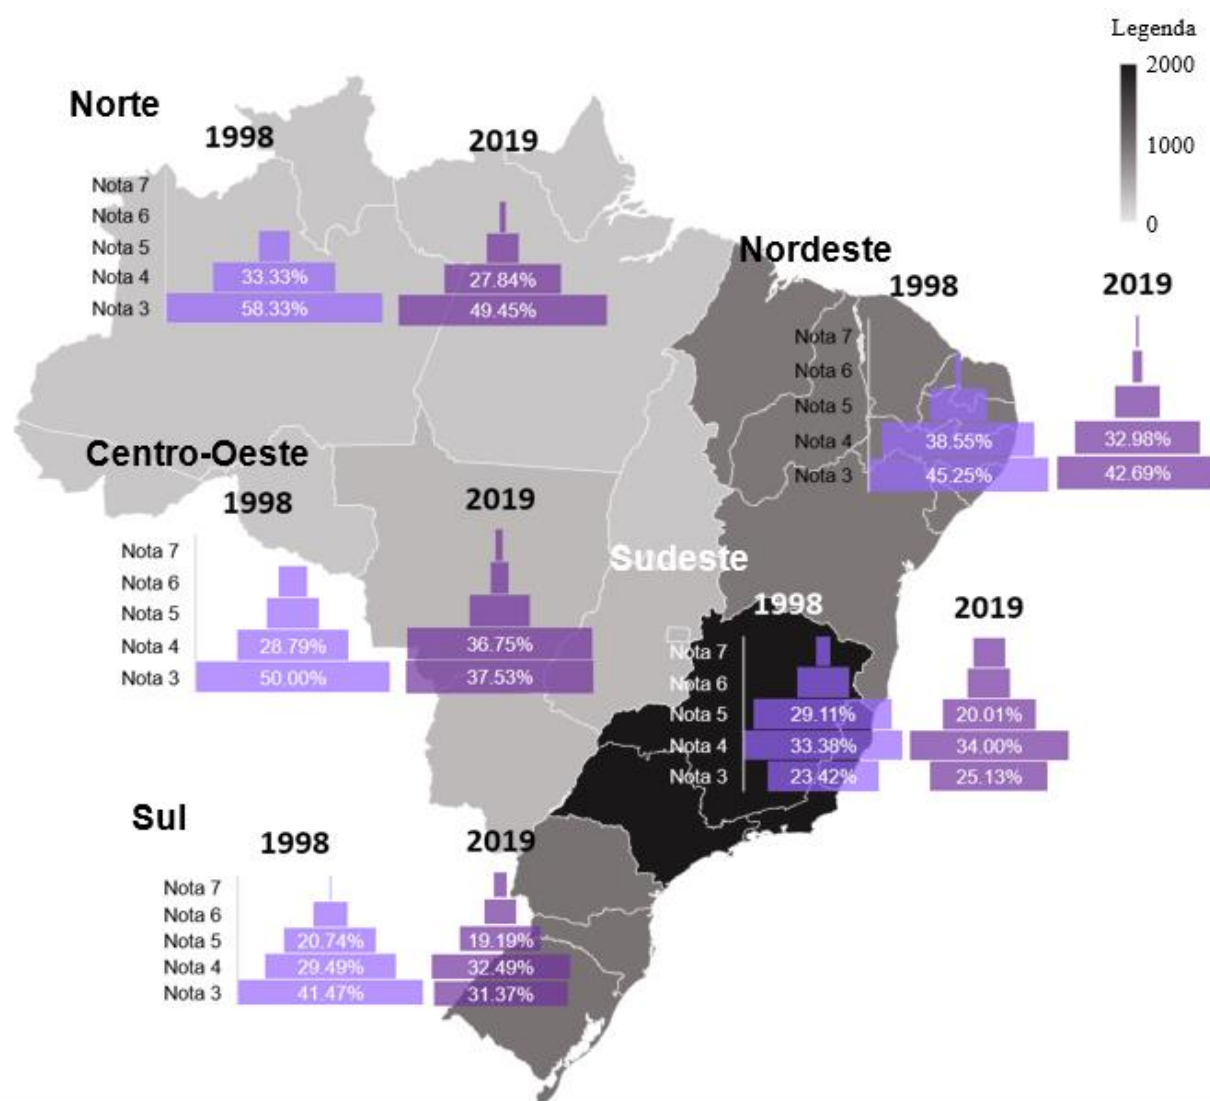 Legenda
2000
1000
0
Norte
1998 2019
Nota 7
Nota 6
Nota 5
Nota 4 33.33% 27.84%
Nota 3 58.33% 49.45%
Nordeste
1998 2019
Nota 7
Nota 6
Nota 5
Nota 4 38.55% 32.98%
Nota 3 45.25% 42.69%
Centro-Oeste
1998 2019
Nota 7
Nota 6
Nota 5
Nota 4 28.79% 36.75%
Nota 3 50.00% 37.53%
Sudeste
1998 2019
Nota 7
Nota 6
Nota 5 29.11% 20.01%
Nota 4 33.38% 34.00%
Nota 3 23.42% 25.13%
Sul
1998 2019
Nota 7
Nota 6
Nota 5 20.74% 19.19%
Nota 4 29.49% 32.49%
Nota 3 41.47% 31.37%